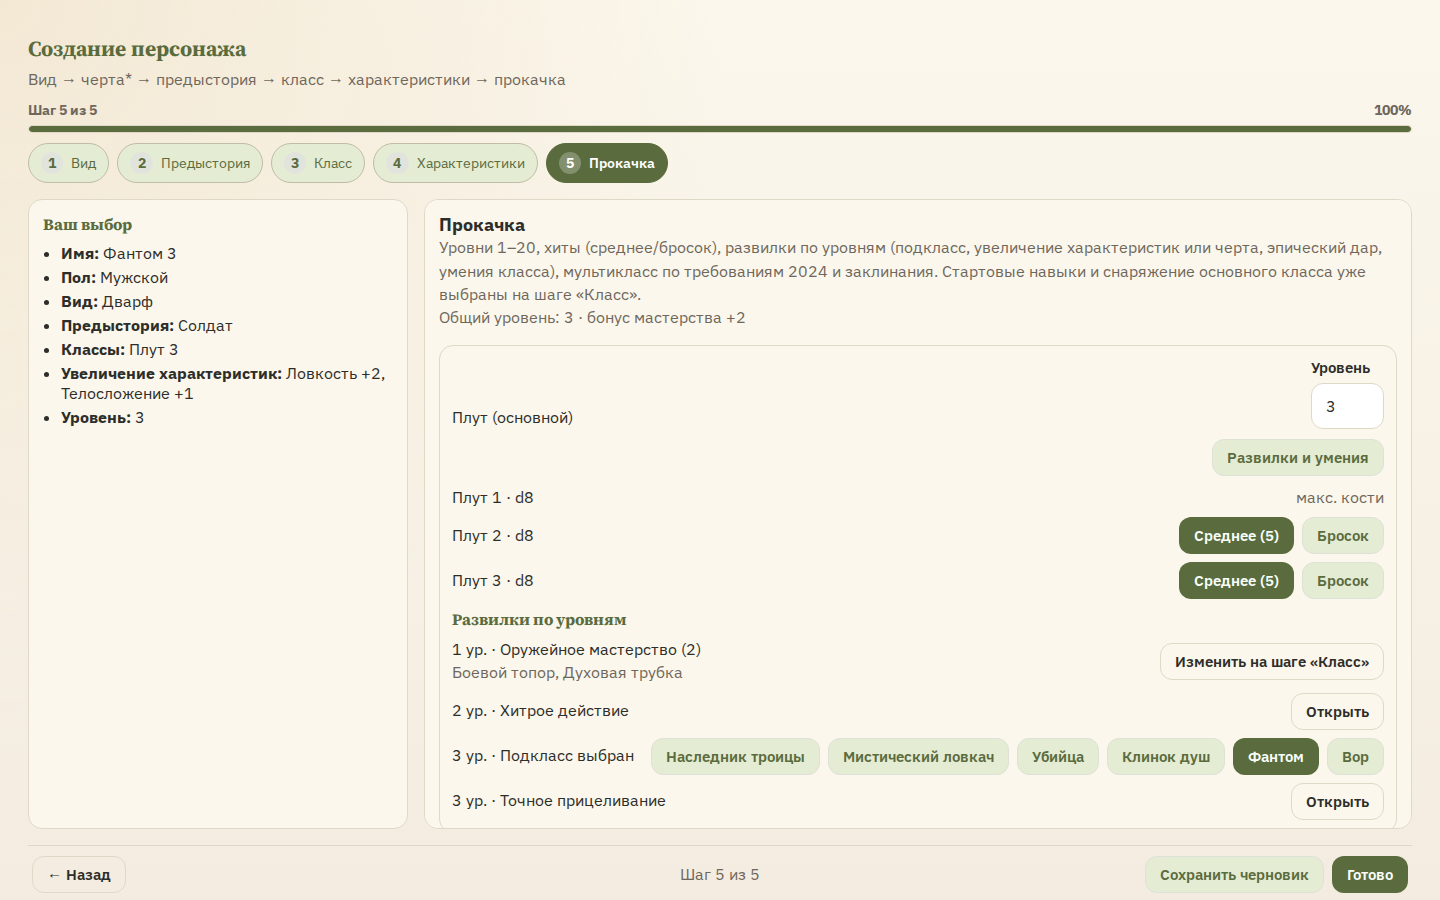 Создание персонажа
Вид → черта* → предыстория → класс → характеристики → прокачка
Шаг 5 из 5
100%
1 Вид
2 Предыстория
3 Класс
4 Характеристики
5 Прокачка
Ваш выбор
• Имя: Фантом 3
• Пол: Мужской
• Вид: Дварф
• Предыстория: Солдат
• Классы: Плут 3
• Увеличение характеристик: Ловкость +2,
Телосложение +1
• Уровень: 3
Прокачка
Уровни 1–20, хиты (среднее/бросок), развилки по уровням (подкласс, увеличение характеристик или черта, эпический дар,
умения класса), мультикласс по требованиям 2024 и заклинания. Стартовые навыки и снаряжение основного класса уже
выбраны на шаге «Класс».
Общий уровень: 3 · бонус мастерства +2
Уровень
Плут (основной)
3
Развилки и умения
Плут 1 · d8
макс. кости
Плут 2 · d8
Среднее (5)
Бросок
Плут 3 · d8
Среднее (5)
Бросок
Развилки по уровням
1 ур. · Оружейное мастерство (2)
Боевой топор, Духовая трубка
Изменить на шаге «Класс»
2 ур. · Хитрое действие
Открыть
3 ур. · Подкласс выбран
Наследник троицы
Мистический ловкач
Убийца
Клинок душ
Фантом
Вор
3 ур. · Точное прицеливание
Открыть
← Назад
Шаг 5 из 5
Сохранить черновик
Готово